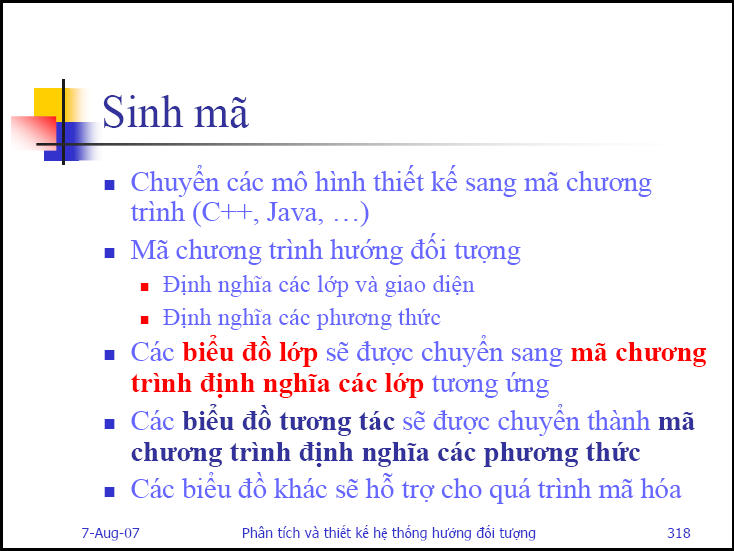 Sinh mã
Chuyển các mô hình thiết kế sang mã chương
trình (C++, Java, …)
Mã chương trình hướng đối tượng
Định nghĩa các lớp và giao diện
Định nghĩa các phương thức
Các biểu đồ lớp sẽ được chuyển sang mã chương
trình định nghĩa các lớp tương ứng
Các biểu đồ tương tác sẽ được chuyển thành mã
chương trình định nghĩa các phương thức
Các biểu đồ khác sẽ hỗ trợ cho quá trình mã hóa
7-Aug-07 Phân tích và thiết kế hệ thống hướng đối tượng 318